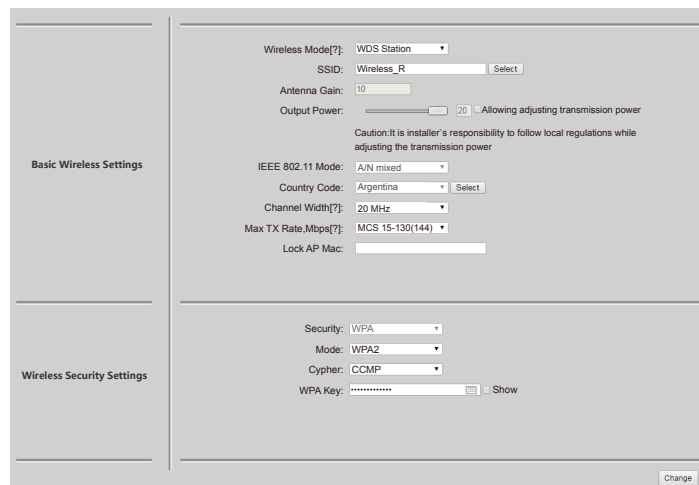 Basic Wireless Settings
Wireless Mode[?]: WDS Station
SSID: Wireless_R Select
Antenna Gain: 10
Output Power: 20 Allowing adjusting transmission power
Caution:It is installer`s responsibility to follow local regulations while
adjusting the transmission power
IEEE 802.11 Mode: A/N mixed
Country Code: Argentina Select
Channel Width[?]: 20 MHz
Max TX Rate,Mbps[?]: MCS 15-130(144)
Lock AP Mac:
Wireless Security Settings
Security: WPA
Mode: WPA2
Cypher: CCMP
WPA Key: ••••••••••••• Show
Change